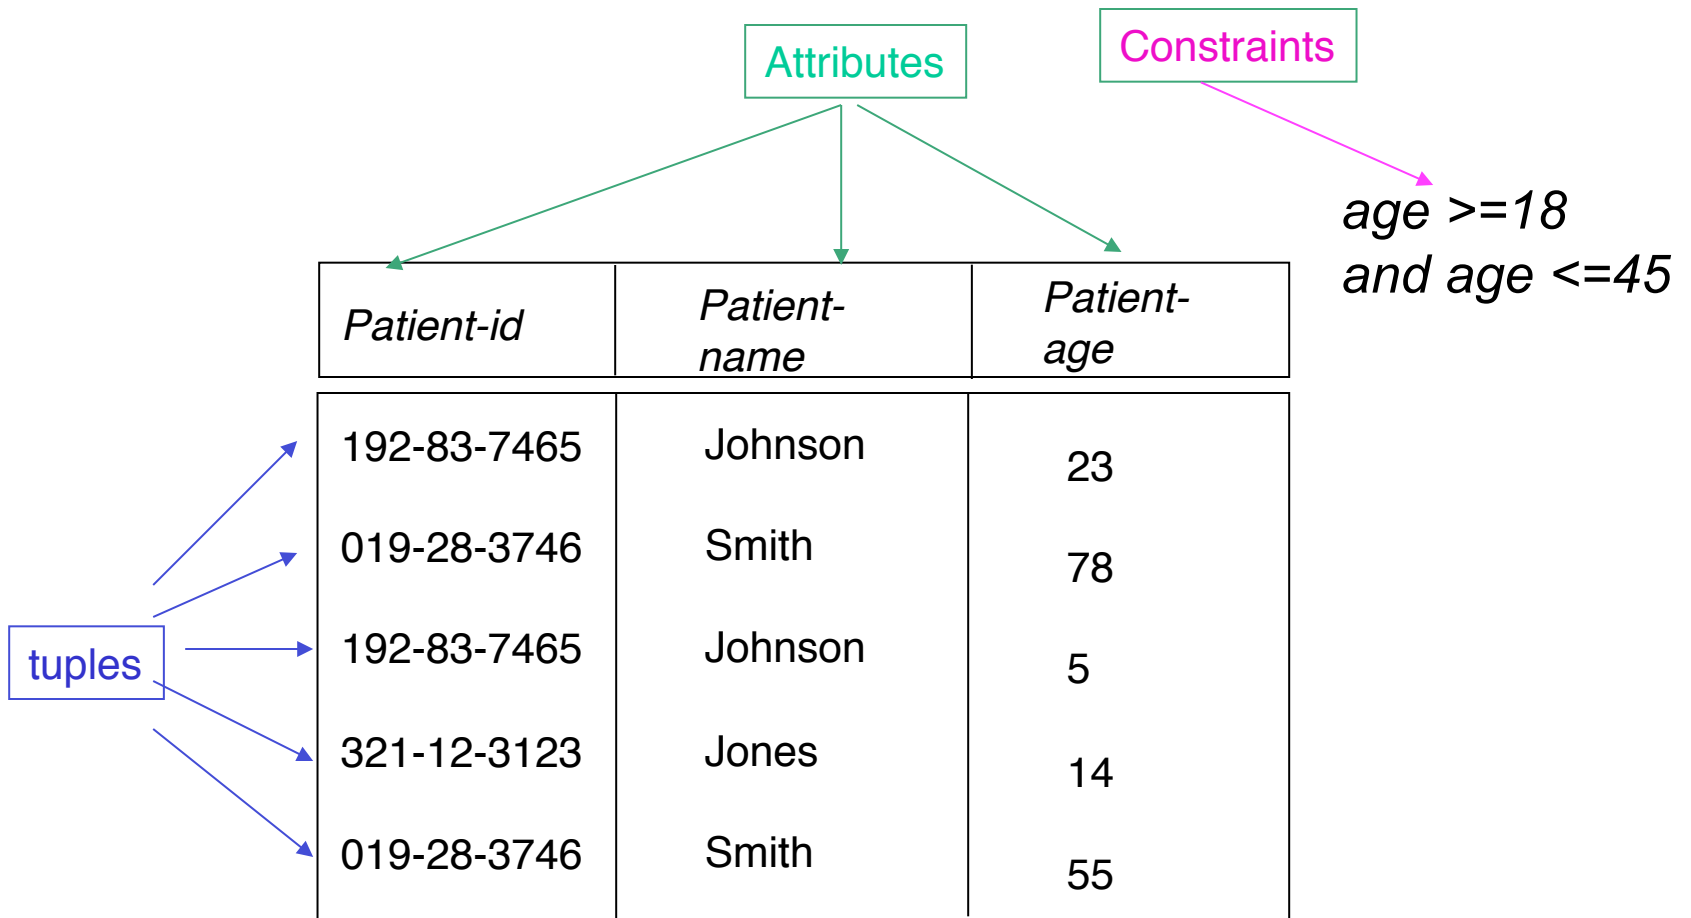 Attributes
Constraints
age >=18
and age <=45
Patient-id
Patient-
name
Patient-
age
192-83-7465 Johnson 23
019-28-3746 Smith 78
tuples
192-83-7465 Johnson 5
321-12-3123 Jones 14
019-28-3746 Smith 55